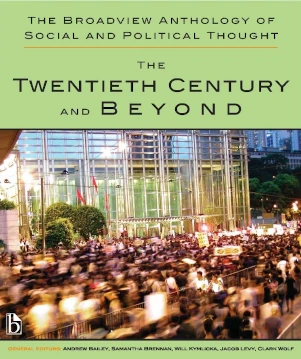 THE BROADVIEW ANTHOLOGY OF
SOCIAL AND POLITICAL THOUGHT
THE
TWENTIETH CENTURY
AND BEYOND
b
GENERAL EDITORS: ANDREW BAILEY, SAMANTHA BRENNAN, WILL KYMLICKA, JACOB LEVY, CLARK WOLF